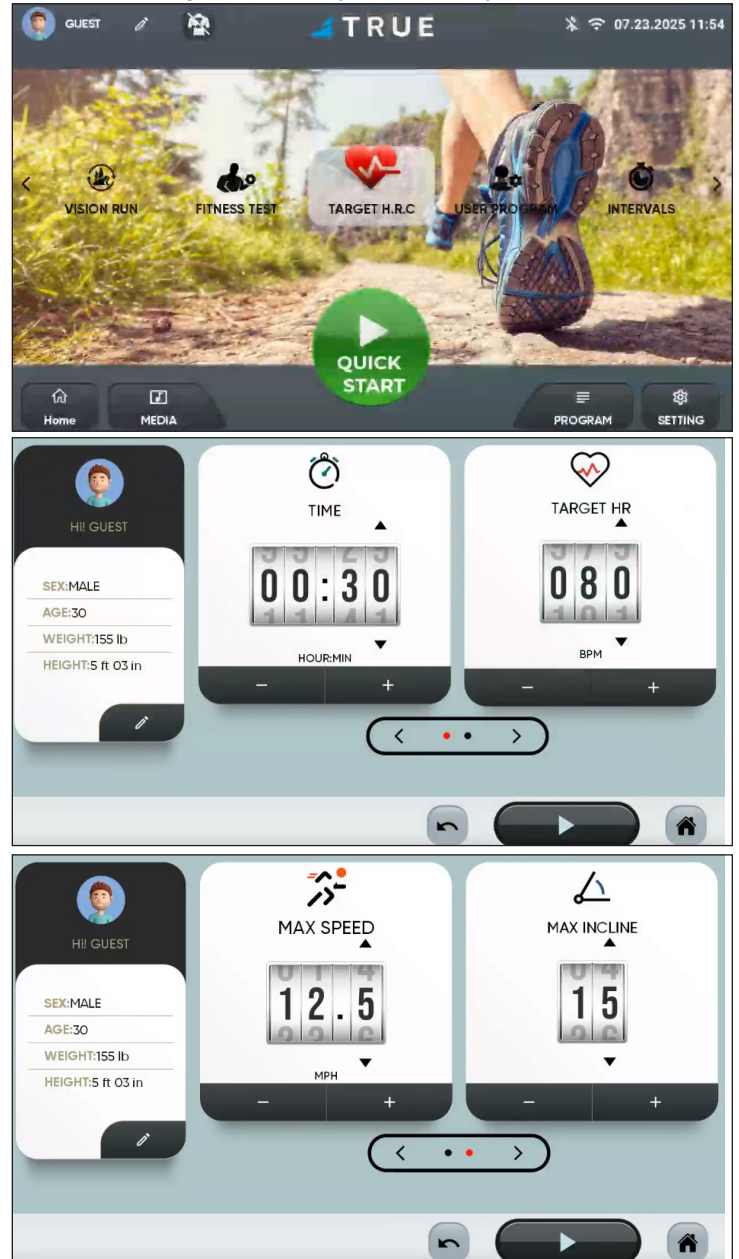 GUEST
TRUE
07.23.2025 11:54
VISION RUN
FITNESS TEST
TARGET H.R.C
USER PROGRAM
INTERVALS
QUICK
START
Home
MEDIA
PROGRAM
SETTING
HI! GUEST
SEX:MALE
AGE:30
WEIGHT:155 lb
HEIGHT:5 ft 03 in
TIME
00:30
HOUR:MIN
− +
TARGET HR
080
BPM
− +
HI! GUEST
SEX:MALE
AGE:30
WEIGHT:155 lb
HEIGHT:5 ft 03 in
MAX SPEED
12.5
MPH
− +
MAX INCLINE
15
− +